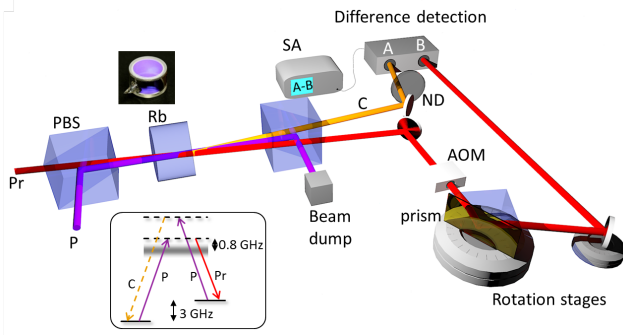 Difference detection
SA
A B
A-B
PBS
Rb
C
ND
Pr
AOM
P
Beam
dump
prism
0.8 GHz
C P P Pr
3 GHz
Rotation stages